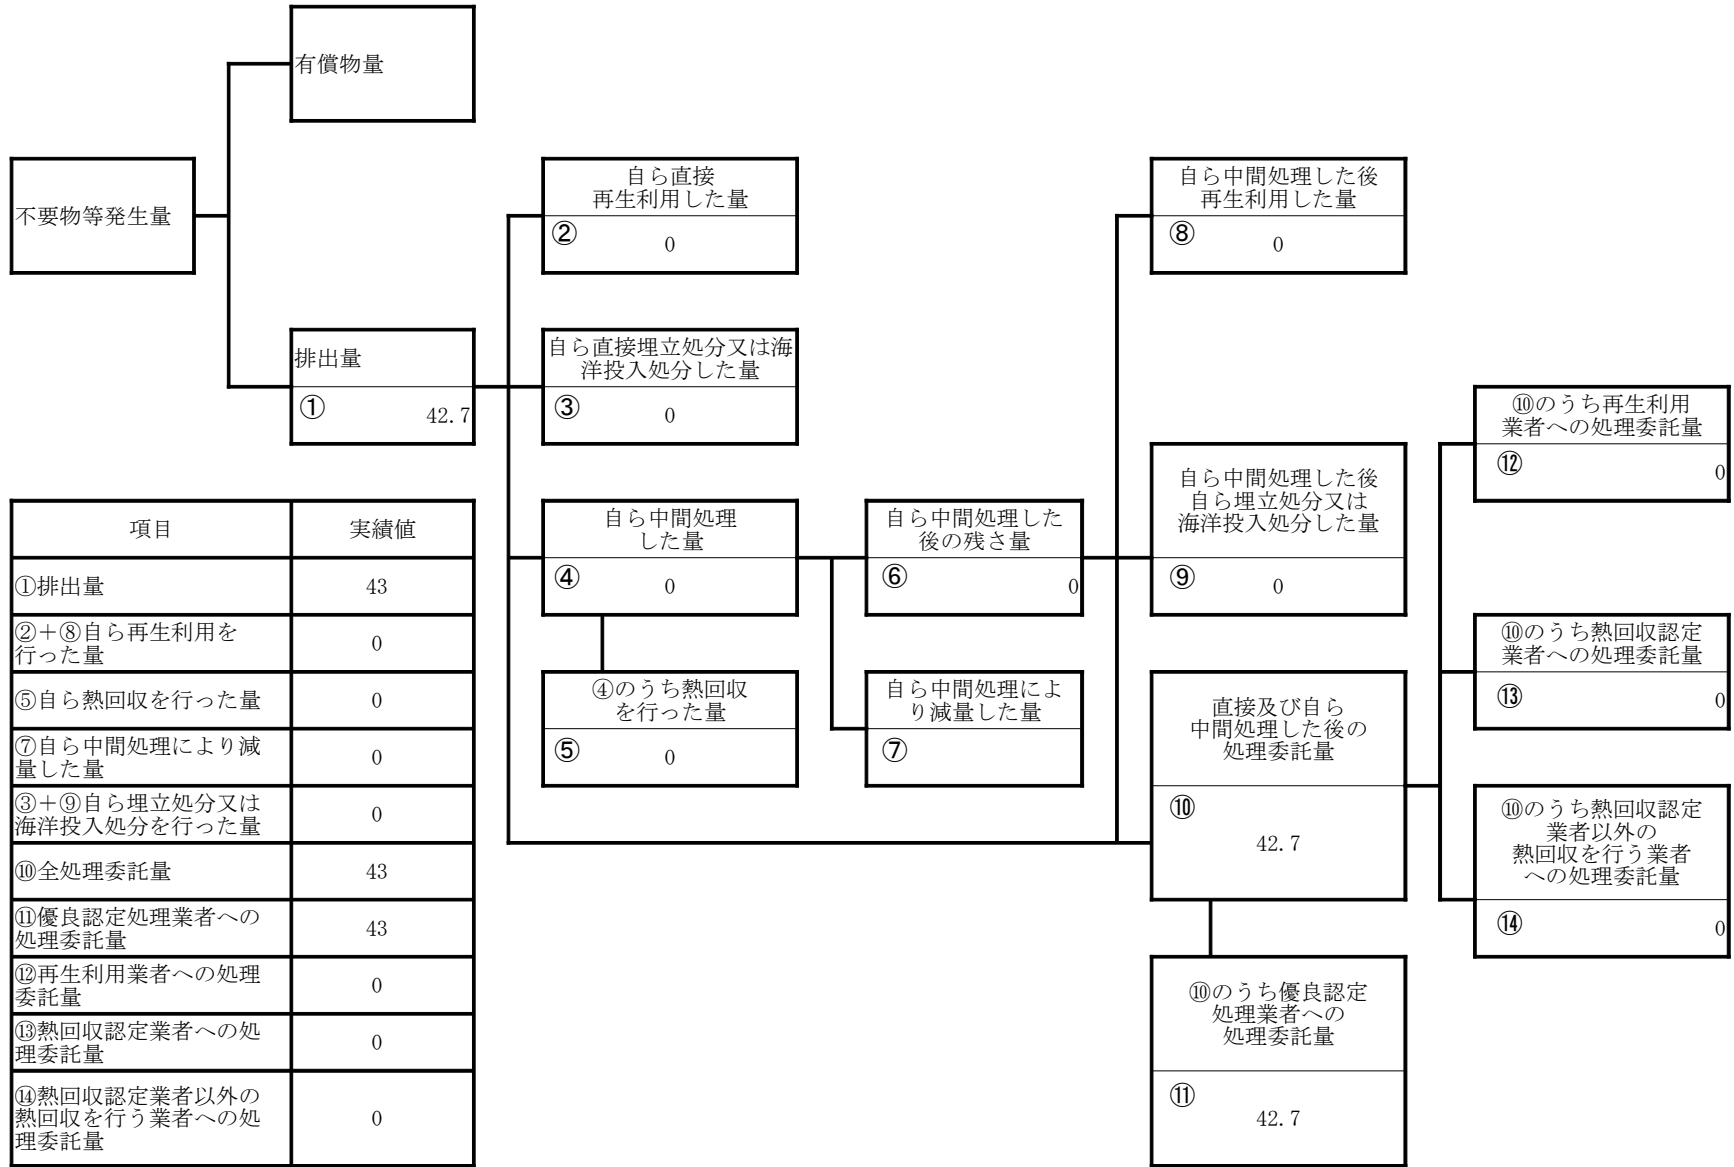 有償物量
不要物等発生量
自ら直接
再生利用した量
②
0
自ら中間処理した後
再生利用した量
⑧
0
排出量
①
42.7
自ら直接埋立処分又は海
洋投入処分した量
③
0
⑩のうち再生利用
業者への処理委託量
⑫
0
自ら中間処理した後
自ら埋立処分又は
海洋投入処分した量
⑨
0
自ら中間処理
した量
④
0
自ら中間処理した
後の残さ量
⑥
0
⑩のうち熱回収認定
業者への処理委託量
⑬
0
④のうち熱回収
を行った量
⑤
0
自ら中間処理によ
り減量した量
⑦
直接及び自ら
中間処理した後の
処理委託量
⑩
42.7
⑩のうち熱回収認定
業者以外の
熱回収を行う業者
への処理委託量
⑭
0
⑩のうち優良認定
処理業者への
処理委託量
⑪
42.7
項目 実績値
①排出量 43
②＋⑧自ら再生利用を
行った量 0
⑤自ら熱回収を行った量 0
⑦自ら中間処理により減
量した量 0
③＋⑨自ら埋立処分又は
海洋投入処分を行った量 0
⑩全処理委託量 43
⑪優良認定処理業者への
処理委託量 43
⑫再生利用業者への処理
委託量 0
⑬熱回収認定業者への処
理委託量 0
⑭熱回収認定業者以外の
熱回収を行う業者への処 0
理委託量